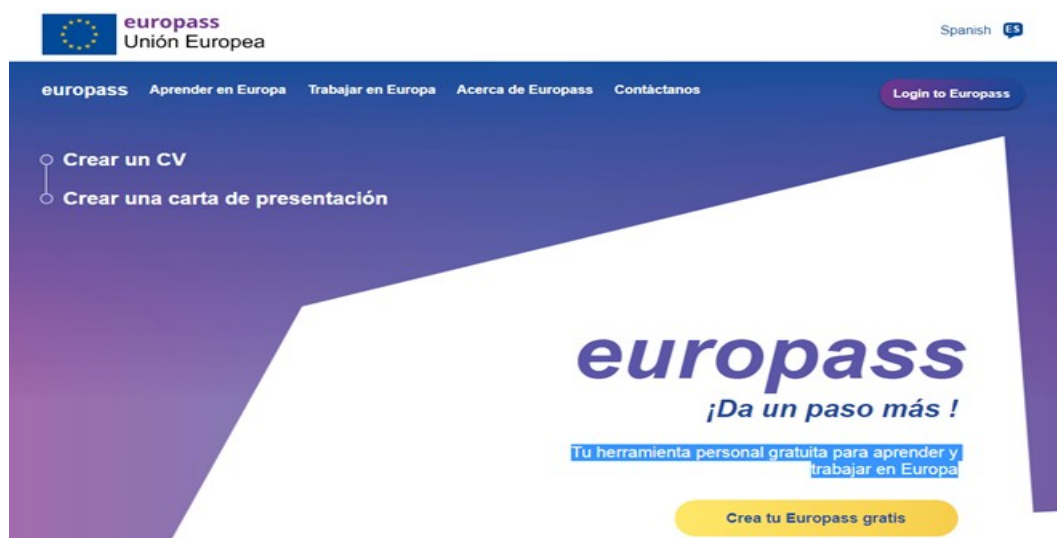 europass
Unión Europea
Spanish ES
europass Aprender en Europa Trabajar en Europa Acerca de Europass Contáctanos Login to Europass
Crear un CV
Crear una carta de presentación
europass
¡Da un paso más !
Tu herramienta personal gratuita para aprender y
trabajar en Europa
Crea tu Europass gratis